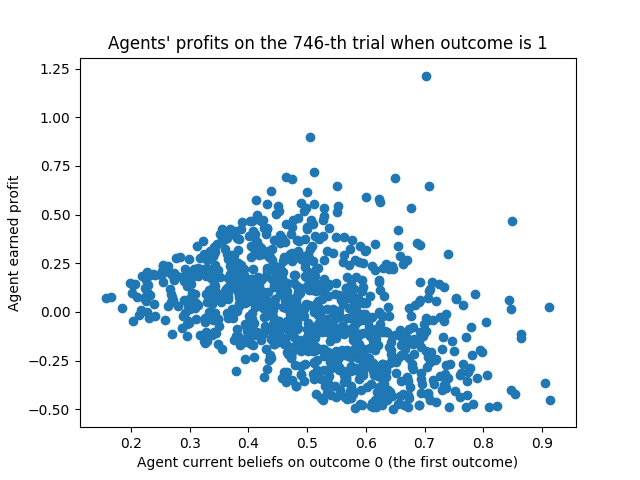 Agents' profits on the 746-th trial when outcome is 1
1.25
1.00
0.75
0.50
0.25
0.00
−0.25
−0.50
Agent earned profit
0.2 0.3 0.4 0.5 0.6 0.7 0.8 0.9
Agent current beliefs on outcome 0 (the first outcome)